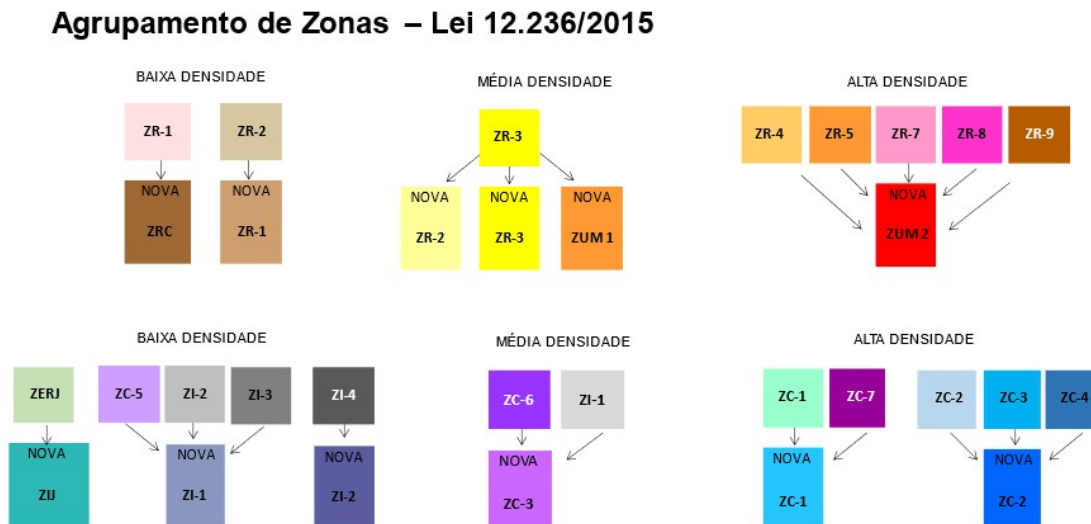 Agrupamento de Zonas – Lei 12.236/2015
BAIXA DENSIDADE
ZR-1
ZR-2
NOVA
ZRC
NOVA
ZR-1
MÉDIA DENSIDADE
ZR-3
NOVA
ZR-2
NOVA
ZR-3
NOVA
ZUM 1
ALTA DENSIDADE
ZR-4
ZR-5
ZR-7
ZR-8
ZR-9
NOVA
ZUM 2
BAIXA DENSIDADE
ZERJ
ZC-5
ZI-2
ZI-3
ZI-4
NOVA
ZIJ
NOVA
ZI-1
NOVA
ZI-2
MÉDIA DENSIDADE
ZC-6
ZI-1
NOVA
ZC-3
ALTA DENSIDADE
ZC-1
ZC-7
ZC-2
ZC-3
ZC-4
NOVA
ZC-1
NOVA
ZC-2